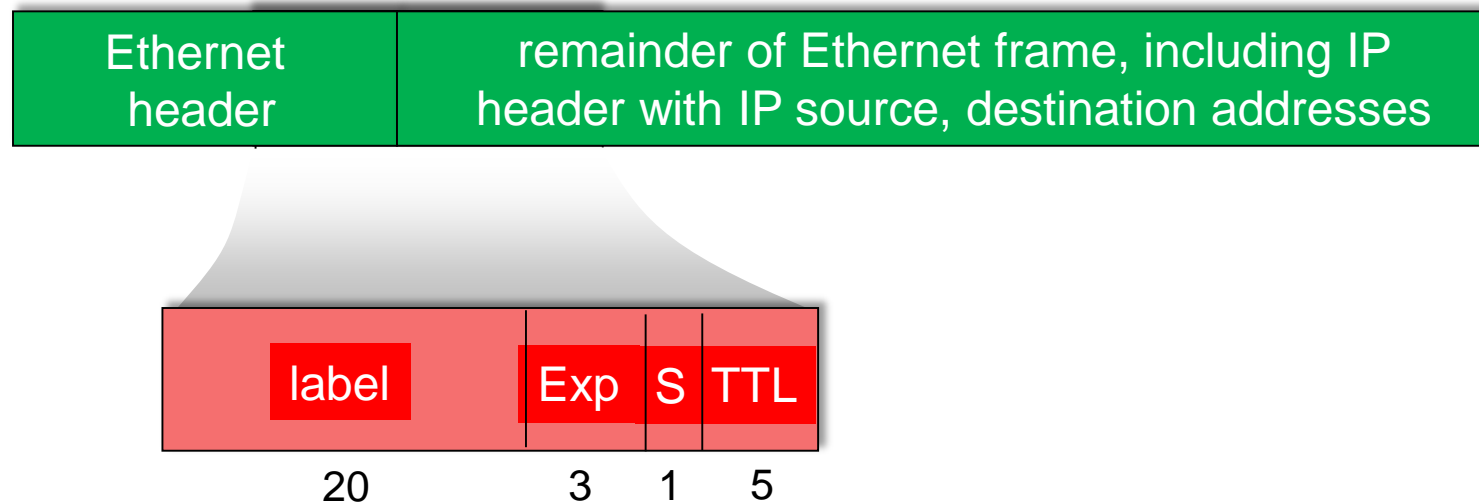 Ethernet
header
remainder of Ethernet frame, including IP
header with IP source, destination addresses
label Exp S TTL
20 3 1 5